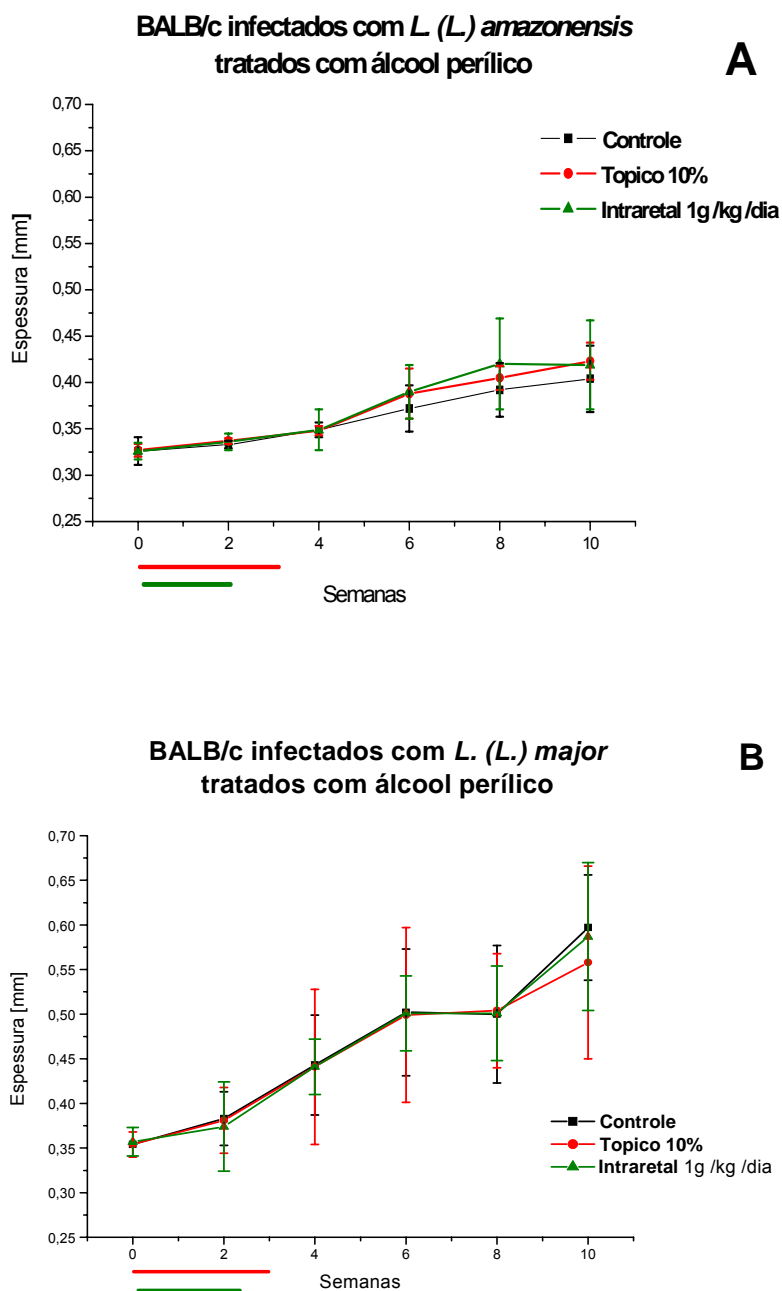 BALB/c infectados com L. (L.) amazonensis
tratados com álcool perílico
A
0,70
0,65
0,60
0,55
0,50
0,45
0,40
0,35
0,30
0,25
Espessura [mm]
Controle
Topico 10%
Intraretal 1g /kg /dia
0 2 4 6 8 10
Semanas
BALB/c infectados com L. (L.) major
tratados com álcool perílico
B
0,70
0,65
0,60
0,55
0,50
0,45
0,40
0,35
0,30
0,25
Espessura [mm]
Controle
Topico 10%
Intraretal 1g /kg /dia
0 2 4 6 8 10
Semanas